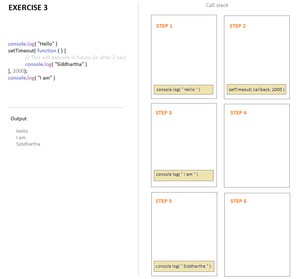 EXERCISE 3
Call stack
console.log( "Hello" )
setTimeout( function ( ) {
// This will execute in future (ie after 2 sec)
console.log( "Siddhartha" )
}, 2000);
console.log( "I am" )
Output
Hello
I am
Siddhartha
STEP 1
console.log( " Hello " )
STEP 2
setTimeout( callback, 2000 )
STEP 3
console.log( " I am " )
STEP 4
STEP 5
console.log( " Siddhartha " )
STEP 6